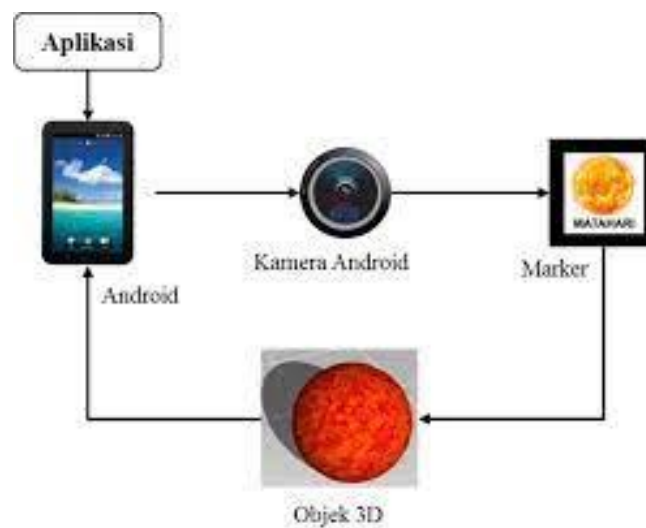 Aplikasi
Android
Kamera Android
MATAHARI
Marker
Objek 3D